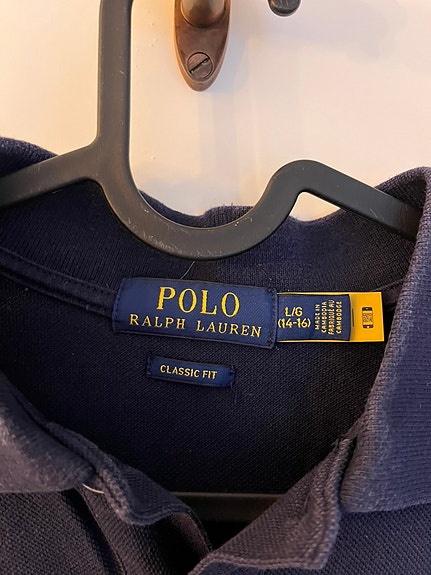 POLO
RALPH LAUREN
L/G
(14-16)
MADE IN
CAMBODIA
FABRIQUÉ AU
CAMBODGE
CLASSIC FIT